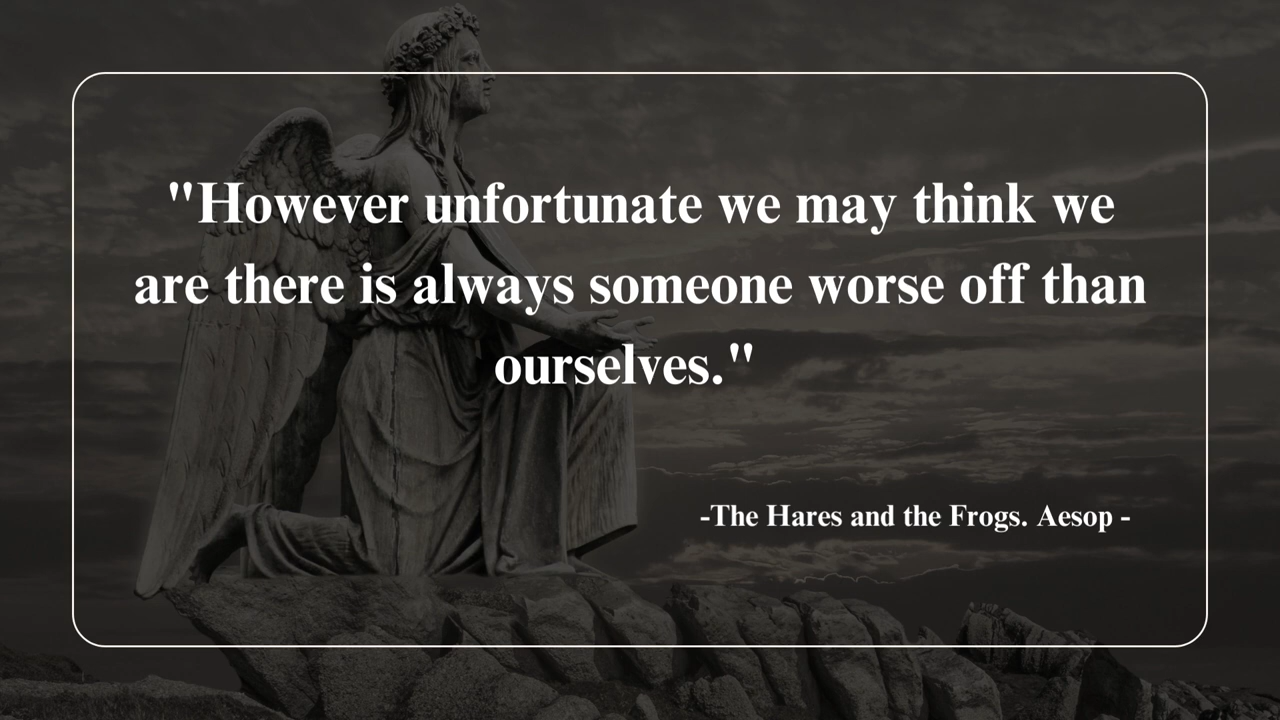 "However unfortunate we may think we
are there is always someone worse off than
ourselves."
-The Hares and the Frogs. Aesop -